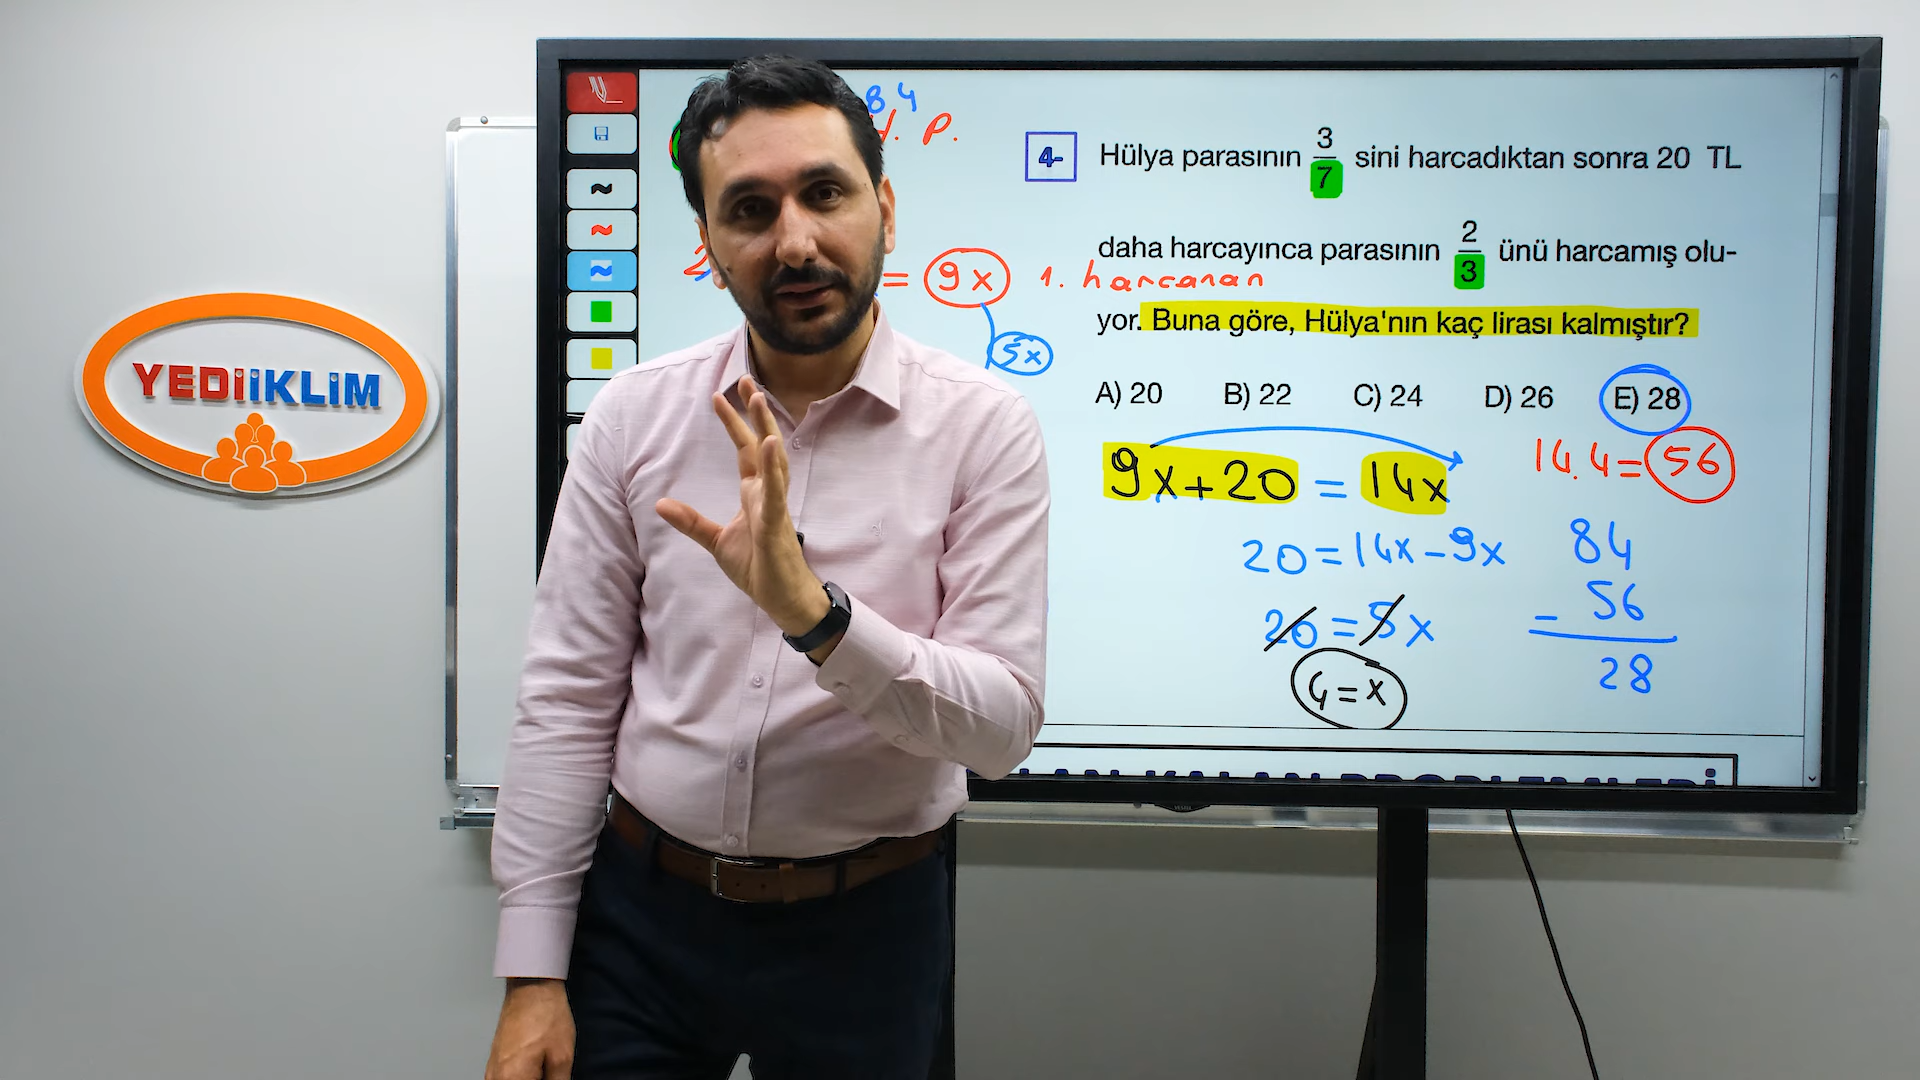 YEDİİKLİM
84
H. P.
= 9x 1. harcanan
5x
4- Hülya parasının 3/7 sini harcadıktan sonra 20 TL
daha harcayınca parasının 2/3 ünü harcamış olu-
yor. Buna göre, Hülya'nın kaç lirası kalmıştır?
A) 20 B) 22 C) 24 D) 26 E) 28
9x+20 = 14x
14.4=56
20=14x-9x
20=5x
4=x
84
- 56
28